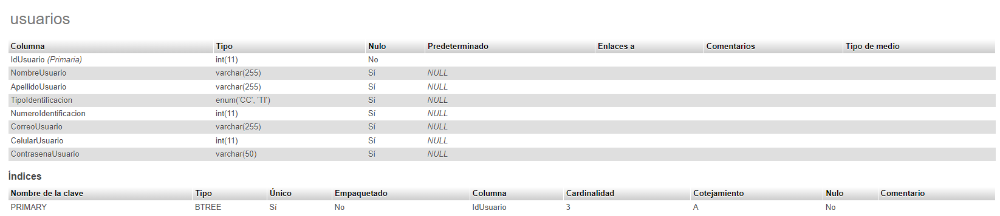 usuarios
Columna Tipo Nulo Predeterminado Enlaces a Comentarios Tipo de medio
IdUsuario (Primaria) int(11) No
NombreUsuario varchar(255) Sí NULL
ApellidoUsuario varchar(255) Sí NULL
TipoIdentificacion enum('CC', 'TI') Sí NULL
NumeroIdentificacion int(11) Sí NULL
CorreoUsuario varchar(255) Sí NULL
CelularUsuario int(11) Sí NULL
ContrasenaUsuario varchar(50) Sí NULL
Índices
Nombre de la clave Tipo Único Empaquetado Columna Cardinalidad Cotejamiento Nulo Comentario
PRIMARY BTREE Sí No IdUsuario 3 A No